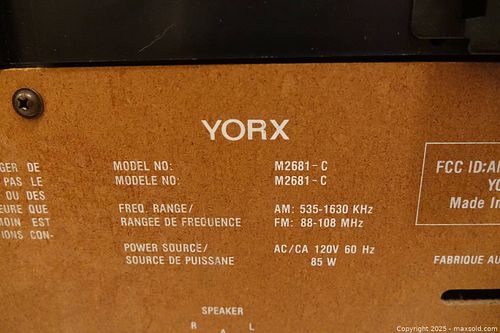 YORX
GER DE
PAS LE
OU DES
EURE QUE
MOIN EST
IONS CON-
MODEL NO: M2681-C
MODELE NO: M2681-C
FREQ. RANGE/ AM: 535-1630 KHz
RANGEE DE FREQUENCE FM: 88-108 MHz
POWER SOURCE/ AC/CA 120V 60 Hz
SOURCE DE PUISSANE 85 W
FCC ID:A
YO
Made In
FABRIQUE AU
SPEAKER
R L
Copyright 2025 - maxsold.com